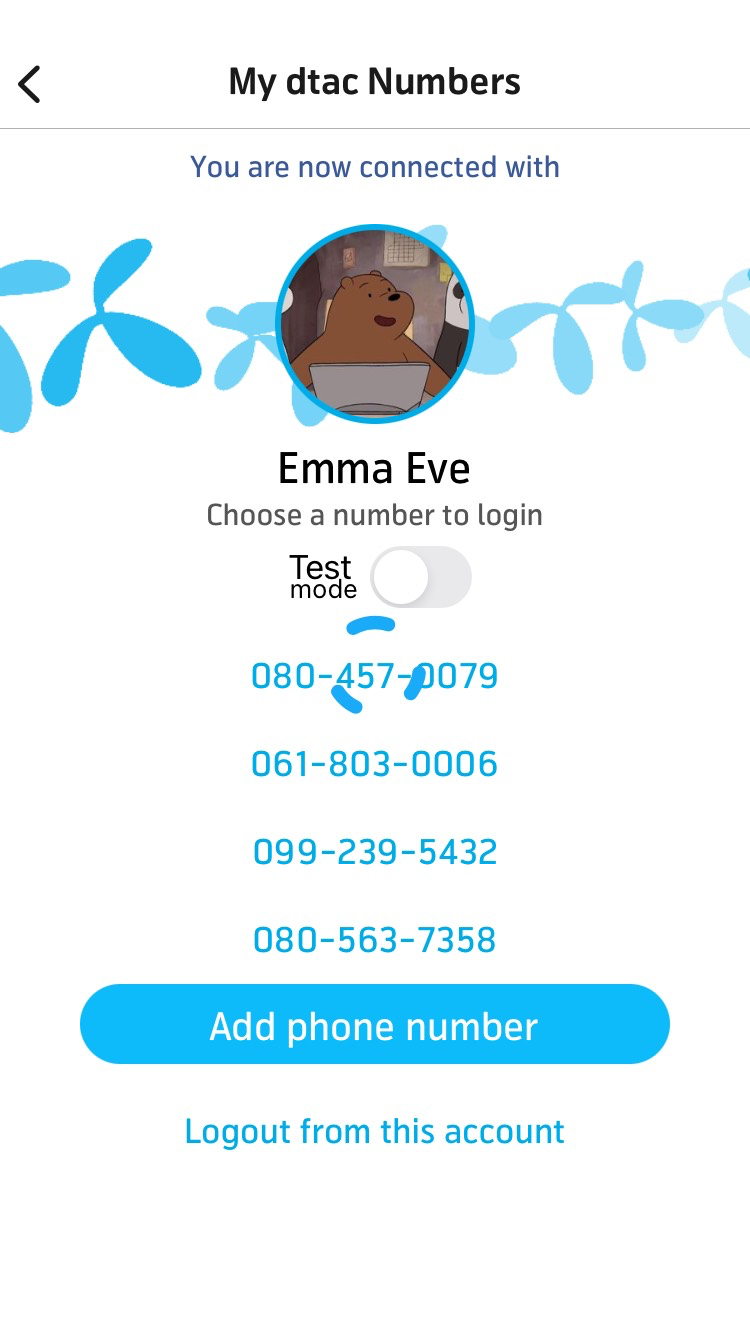 My dtac Numbers
You are now connected with
Emma Eve
Choose a number to login
Test
mode
080-457-0079
061-803-0006
099-239-5432
080-563-7358
Add phone number
Logout from this account